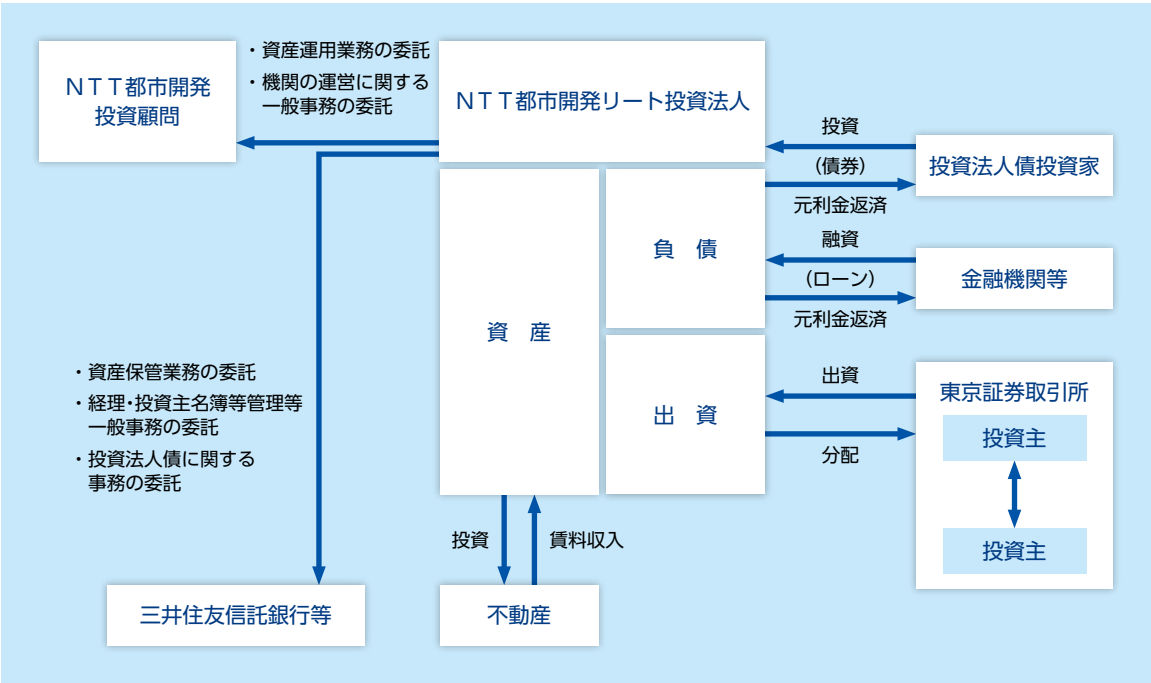 NTT都市開発
投資顧問
・資産運用業務の委託
・機関の運営に関する
一般事務の委託
NTT都市開発リート投資法人
投資
(債券)
元利金返済
投資法人債投資家
負 債
融資
(ローン)
元利金返済
金融機関等
資 産
出 資
出資
分配
東京証券取引所
投資主
投資主
・資産保管業務の委託
・経理・投資主名簿等管理等
一般事務の委託
・投資法人債に関する
事務の委託
投資
賃料収入
三井住友信託銀行等
不動産